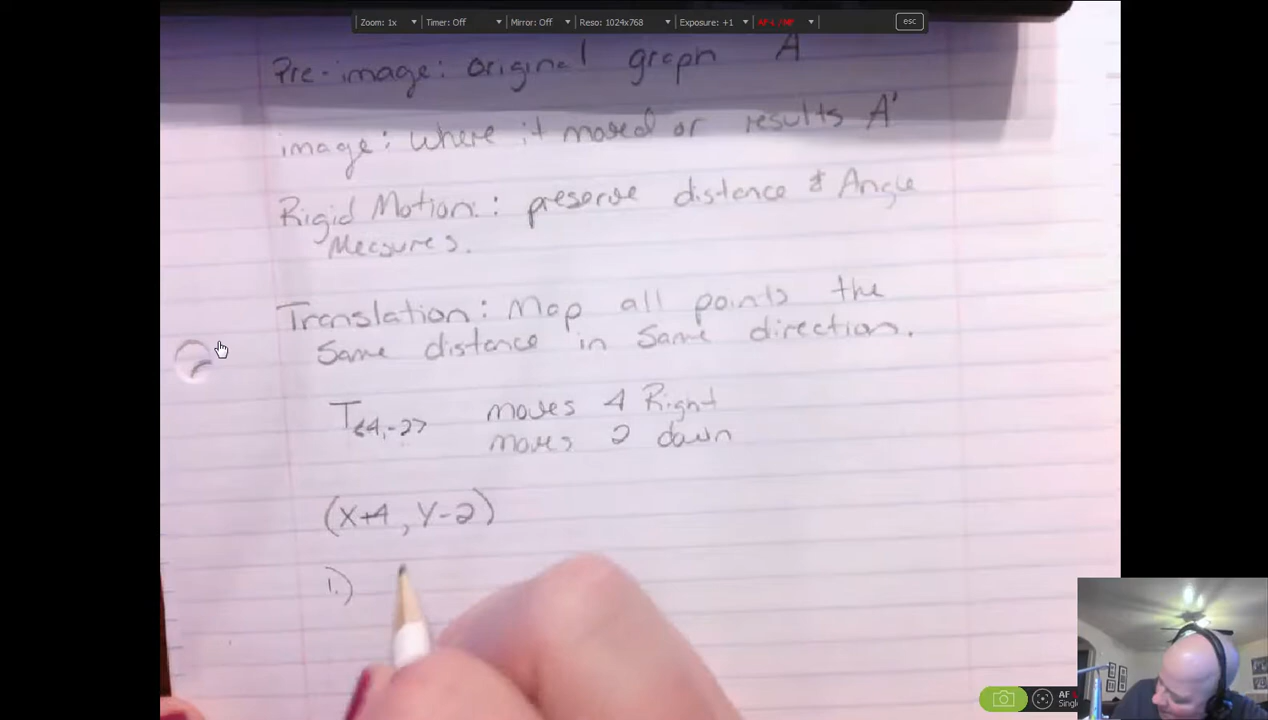 Zoom: 1x Timer: Off Mirror: Off Reso: 1024x768 Exposure: +1 esc
Pre-image: original graph A
image: where it moved or results A'
Rigid Motion: preserve distance & Angle
Measures.
Translation: Map all points the
same distance in same direction.
T<4,-2> moves 4 Right
moves 2 down
(x+4, y-2)
1.)
AF
Single